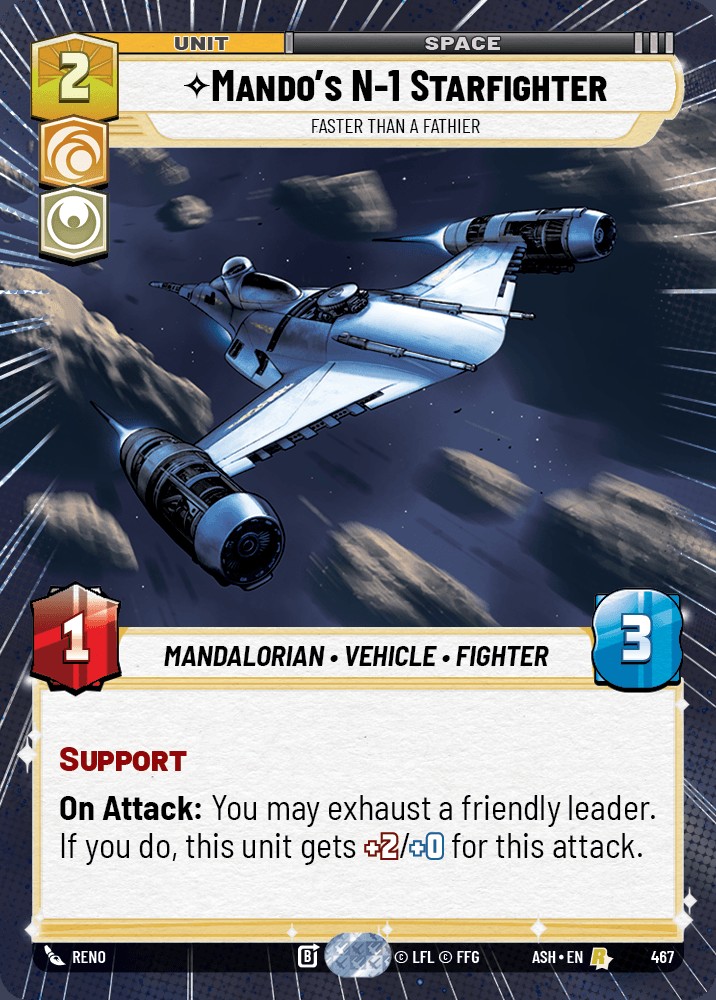 UNIT
SPACE
2
✧MANDO'S N-1 STARFIGHTER
FASTER THAN A FATHIER
1
MANDALORIAN • VEHICLE • FIGHTER
3
SUPPORT
On Attack: You may exhaust a friendly leader.
If you do, this unit gets +2/+0 for this attack.
RENO
B
© LFL © FFG
ASH • EN
R
467